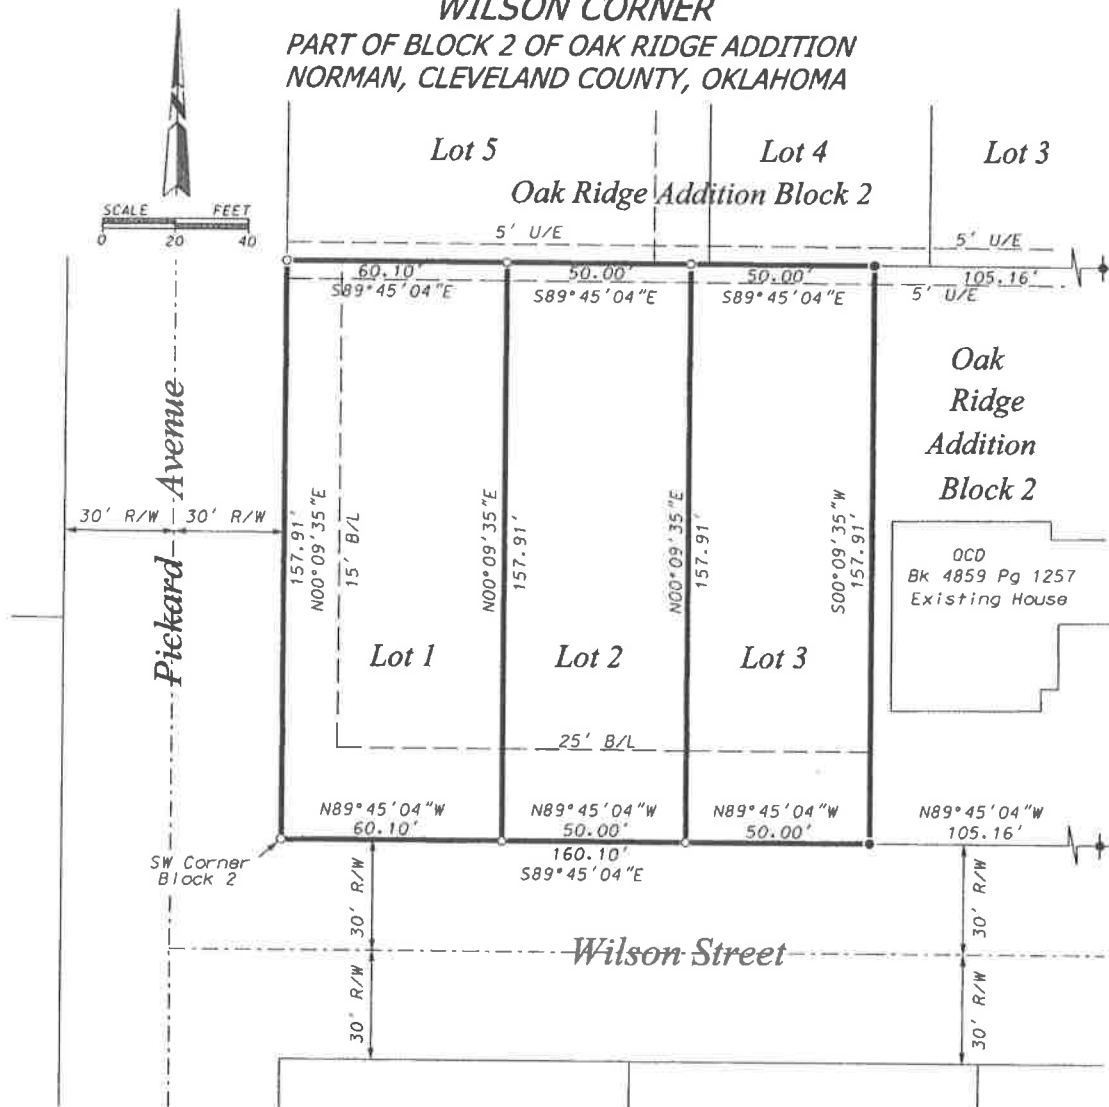 WILSON CORNER
PART OF BLOCK 2 OF OAK RIDGE ADDITION
NORMAN, CLEVELAND COUNTY, OKLAHOMA
N
SCALE FEET
0 20 40
Lot 5
Lot 4
Lot 3
Oak Ridge Addition Block 2
5' U/E
5' U/E
60.10'
S89°45'04"E
50.00'
S89°45'04"E
50.00'
S89°45'04"E
105.16'
5' U/E
Oak
Ridge
Addition
Block 2
Pickard Avenue
30' R/W
30' R/W
157.91'
N00°09'35"E
15' B/L
N00°09'35"E
157.91'
N00°09'35"E
157.91'
S00°09'35"W
157.91'
OCD
Bk 4859 Pg 1257
Existing House
Lot 1
Lot 2
Lot 3
25' B/L
N89°45'04"W
60.10'
N89°45'04"W
50.00'
N89°45'04"W
50.00'
N89°45'04"W
105.16'
160.10'
S89°45'04"E
SW Corner
Block 2
30' R/W
30' R/W
Wilson Street
30' R/W
30' R/W